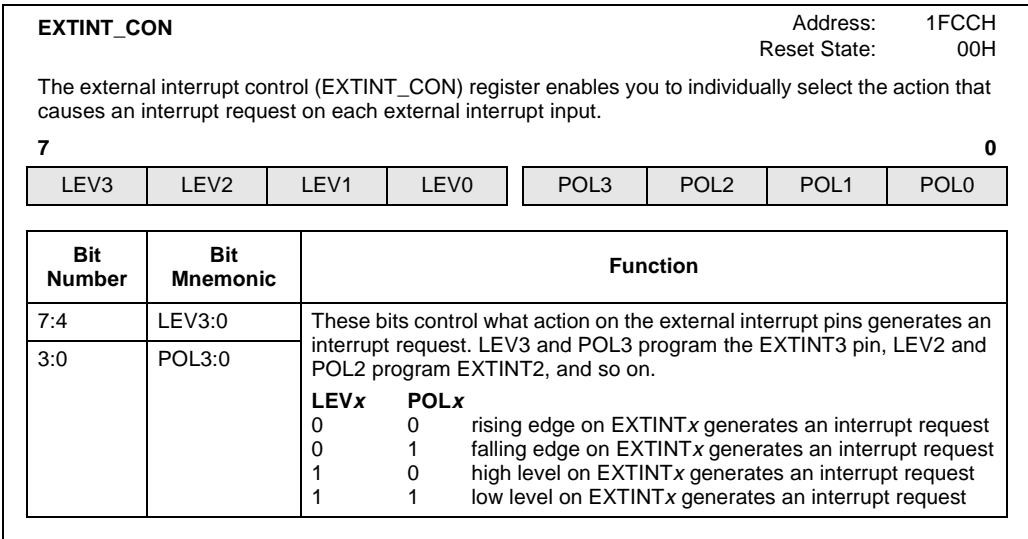 EXTINT_CON
Address: 1FCCH
Reset State: 00H
The external interrupt control (EXTINT_CON) register enables you to individually select the action that
causes an interrupt request on each external interrupt input.
7 0
LEV3 LEV2 LEV1 LEV0 POL3 POL2 POL1 POL0
Bit Number Bit Mnemonic Function
7:4 LEV3:0 These bits control what action on the external interrupt pins generates an
3:0 POL3:0 interrupt request. LEV3 and POL3 program the EXTINT3 pin, LEV2 and
POL2 program EXTINT2, and so on.
LEVx POLx
0 0 rising edge on EXTINTx generates an interrupt request
0 1 falling edge on EXTINTx generates an interrupt request
1 0 high level on EXTINTx generates an interrupt request
1 1 low level on EXTINTx generates an interrupt request